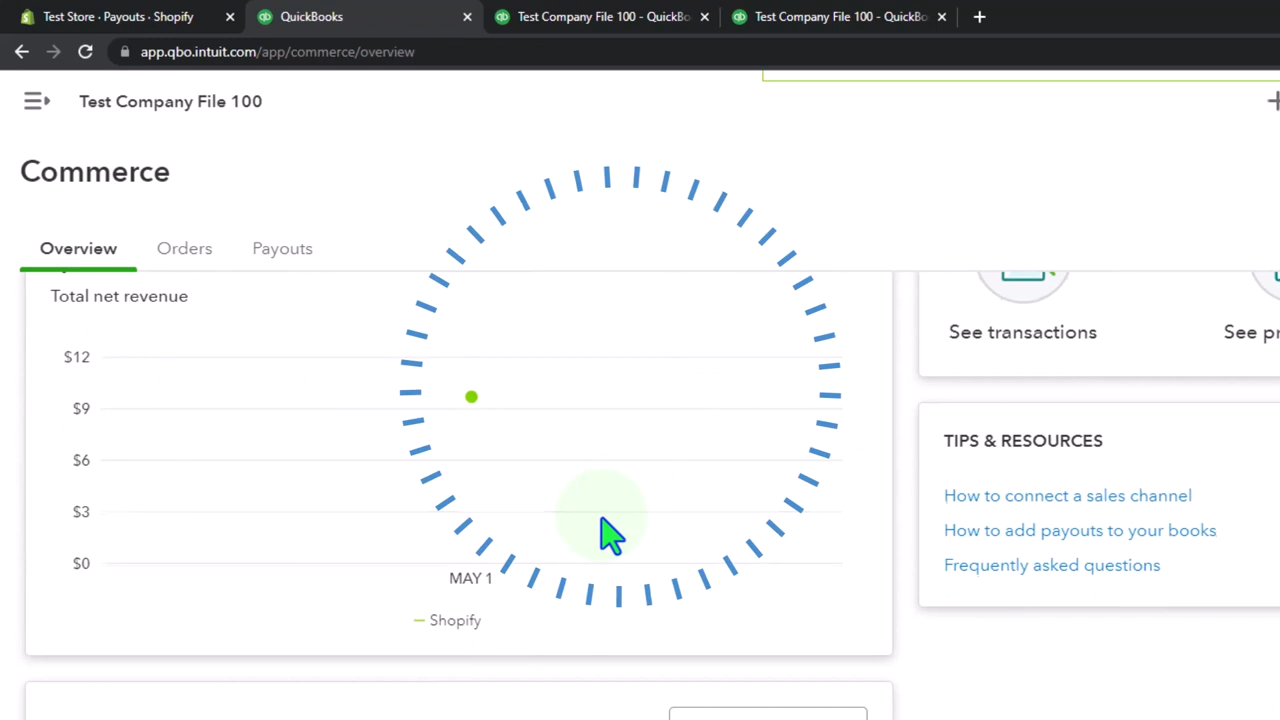 Test Store · Payouts · Shopify
QuickBooks
Test Company File 100 - QuickBo
Test Company File 100 - QuickBo
app.qbo.intuit.com/app/commerce/overview
Test Company File 100
Commerce
Overview
Orders
Payouts
Total net revenue
$12
$9
$6
$3
$0
MAY 1
Shopify
See transactions
See pr
TIPS & RESOURCES
How to connect a sales channel
How to add payouts to your books
Frequently asked questions